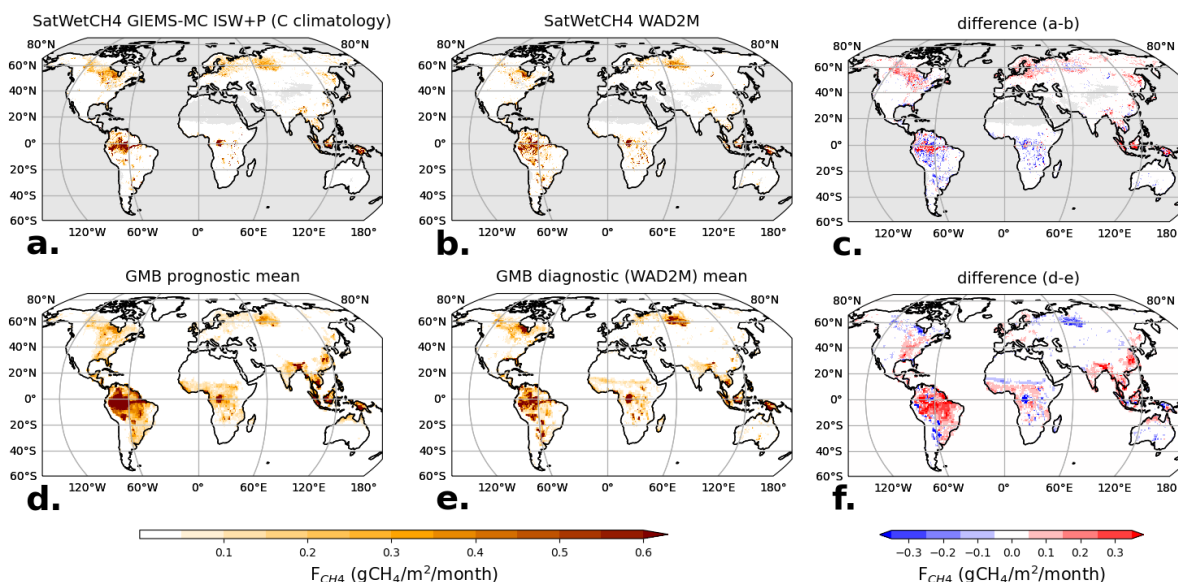 SatWetCH4 GIEMS-MC ISW+P (C climatology)
SatWetCH4 WAD2M
difference (a-b)
80°N 80°N
60°N
40°N
20°N
0°
20°S
40°S
60°S
120°W 60°W 0° 60°E 120°E 180°
a.
80°N 80°N
60°N
40°N
20°N
0°
20°S
40°S
60°S
120°W 60°W 0° 60°E 120°E 180°
b.
80°N 80°N
60°N
40°N
20°N
0°
20°S
40°S
60°S
120°W 60°W 0° 60°E 120°E 180°
c.
GMB prognostic mean
GMB diagnostic (WAD2M) mean
difference (d-e)
80°N 80°N
60°N
40°N
20°N
0°
20°S
40°S
60°S
120°W 60°W 0° 60°E 120°E 180°
d.
80°N 80°N
60°N
40°N
20°N
0°
20°S
40°S
60°S
120°W 60°W 0° 60°E 120°E 180°
e.
80°N 80°N
60°N
40°N
20°N
0°
20°S
40°S
60°S
120°W 60°W 0° 60°E 120°E 180°
f.
0.1 0.2 0.3 0.4 0.5 0.6
F_CH4 (gCH₄/m²/month)
−0.3 −0.2 −0.1 0.0 0.1 0.2 0.3
F_CH4 (gCH₄/m²/month)